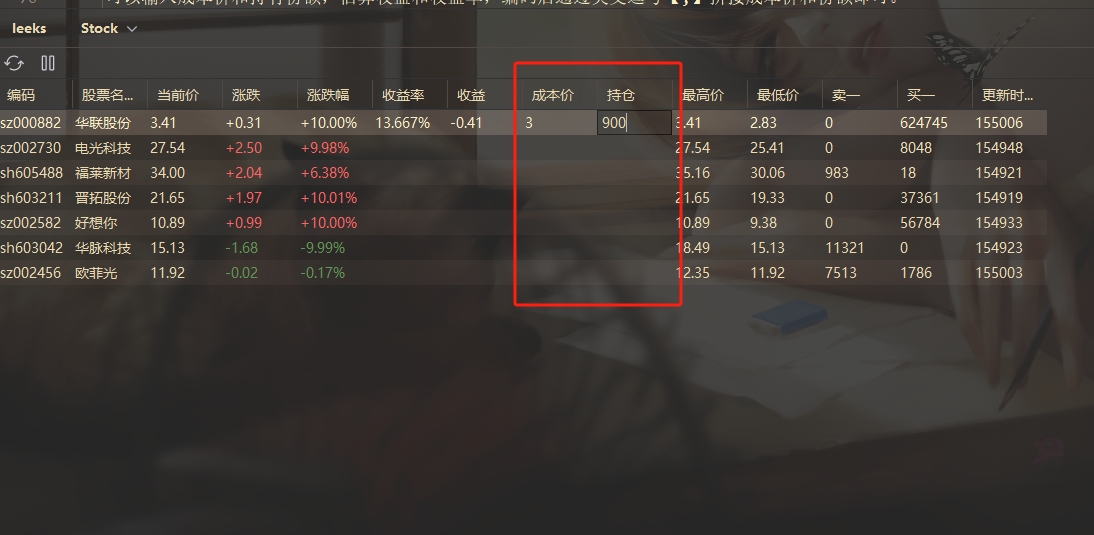 leeks Stock
编码 股票名... 当前价 涨跌 涨跌幅 收益率 收益 成本价 持仓 最高价 最低价 卖一 买一 更新时...
sz000882 华联股份 3.41 +0.31 +10.00% 13.667% -0.41 3 900 3.41 2.83 0 624745 155006
sz002730 电光科技 27.54 +2.50 +9.98% 27.54 25.41 0 8048 154948
sh605488 福莱新材 34.00 +2.04 +6.38% 35.16 30.06 983 18 154921
sh603211 晋拓股份 21.65 +1.97 +10.01% 21.65 19.33 0 37361 154919
sz002582 好想你 10.89 +0.99 +10.00% 10.89 9.38 0 56784 154933
sh603042 华脉科技 15.13 -1.68 -9.99% 18.49 15.13 11321 0 154923
sz002456 欧菲光 11.92 -0.02 -0.17% 12.35 11.92 7513 1786 155003